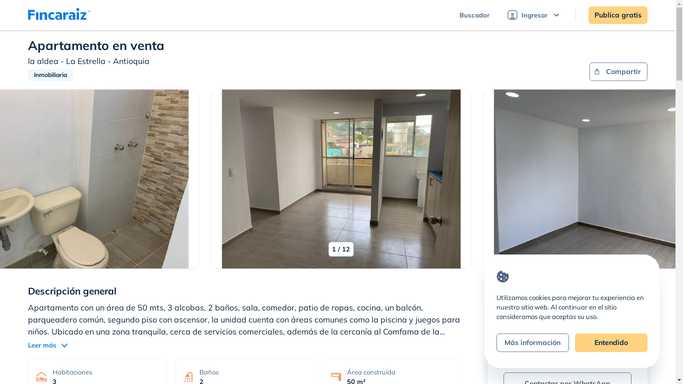 Fincaraiz
Buscador
Ingresar
Publica gratis
Apartamento en venta
la aldea - La Estrella - Antioquia
Inmobiliaria
Compartir
1 / 12
Descripción general
Apartamento con un área de 50 mts, 3 alcobas, 2 baños, sala, comedor, patio de ropas, cocina, un balcón,
parqueadero común, segundo piso con ascensor, la unidad cuenta con áreas comunes como la piscina y juegos para
niños. Ubicado en una zona tranquila, cerca de servicios comerciales, además de la cercanía al Comfama de la...
Leer más
Habitaciones
3
Baños
2
Área construida
50 m²
Utilizamos cookies para mejorar tu experiencia en
nuestro sitio web. Al continuar en el sitio
consideramos que aceptas su uso.
Más información
Entendido
Contactar por WhatsApp